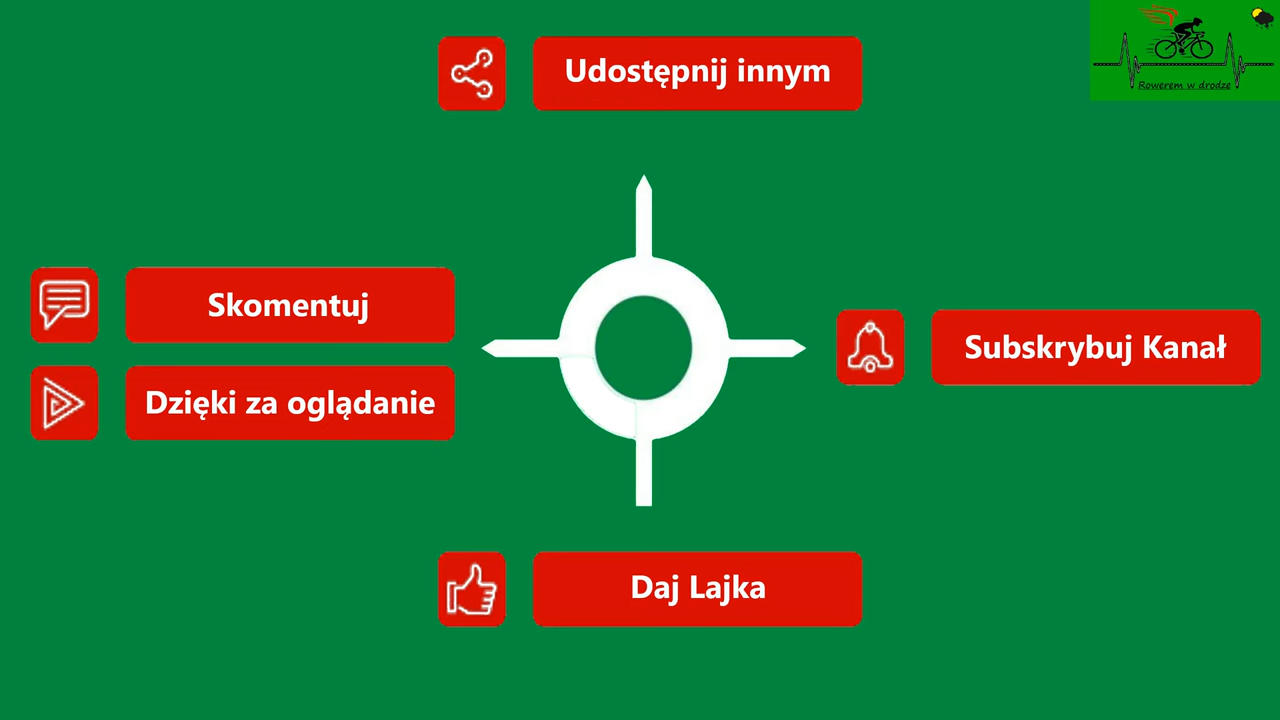 Udostępnij innym
Rowerem w drodze
Skomentuj
Dzięki za oglądanie
Subskrybuj Kanał
Daj Lajka